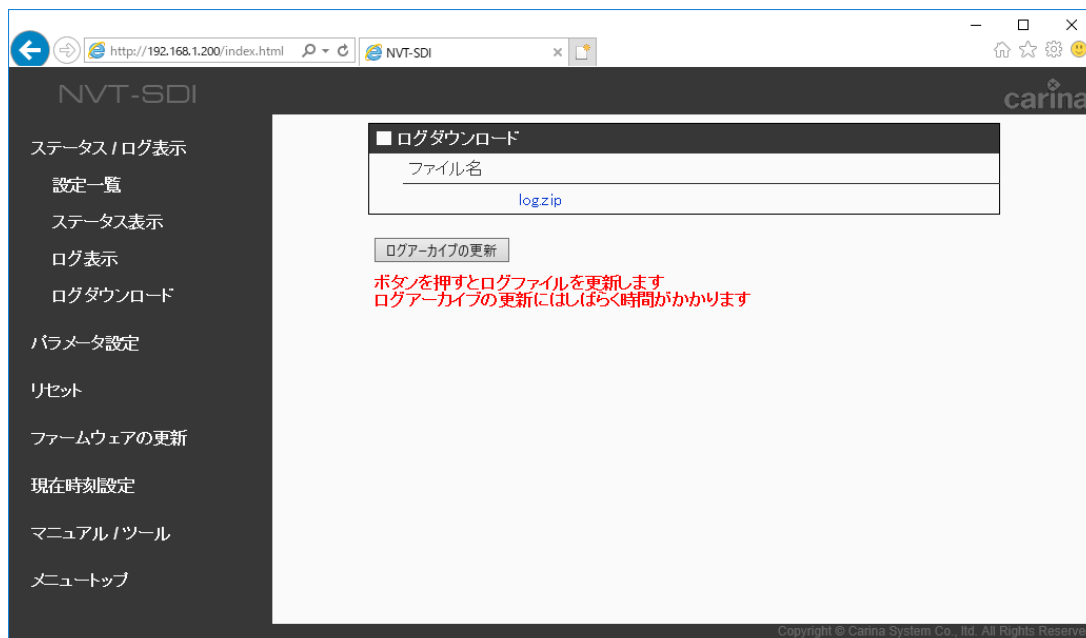 http://192.168.1.200/index.html
NVT-SDI
NVT-SDI
carina
ステータス / ログ表示
設定一覧
ステータス表示
ログ表示
ログダウンロード
パラメータ設定
リセット
ファームウェアの更新
現在時刻設定
マニュアル / ツール
メニュートップ
■ ログダウンロード
ファイル名
log.zip
ログアーカイブの更新
ボタンを押すとログファイルを更新します
ログアーカイブの更新にはしばらく時間がかかります
Copyright © Carina System Co., ltd. All Rights Reserve